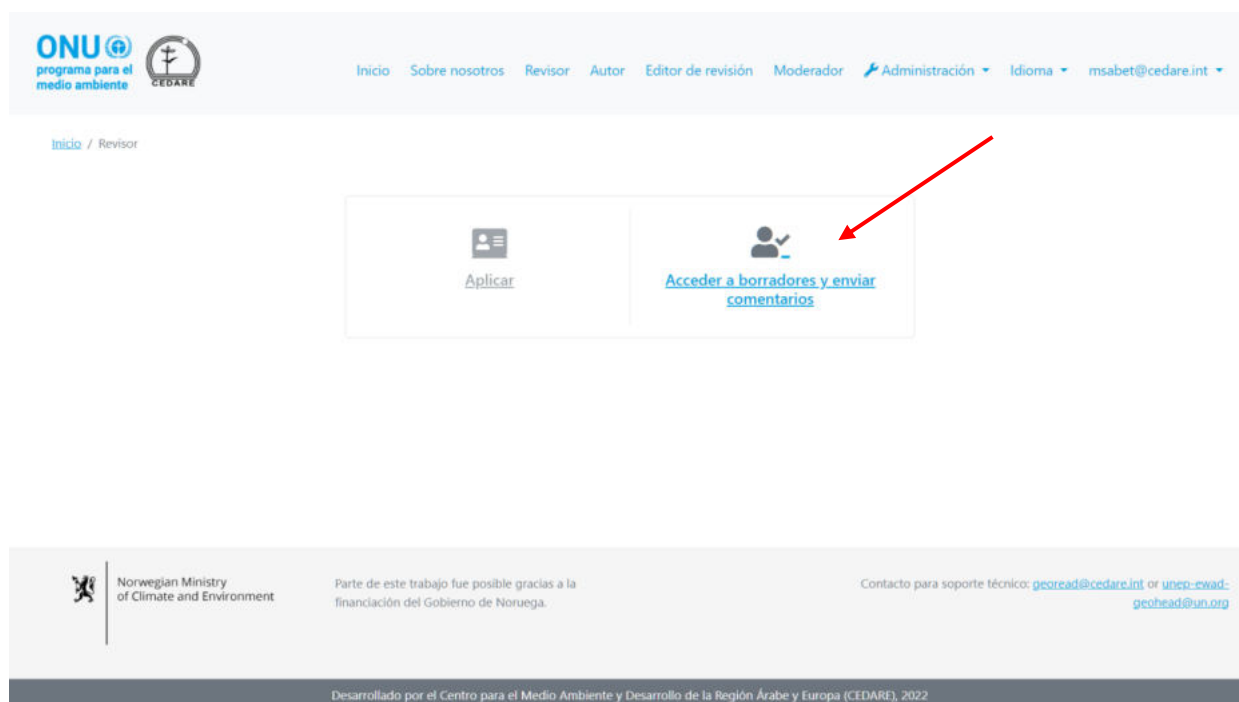 ONU
programa para el
medio ambiente
CEDARE
Inicio Sobre nosotros Revisor Autor Editor de revisión Moderador Administración Idioma msabet@cedare.int
Inicio / Revisor
Aplicar
Acceder a borradores y enviar
comentarios
Norwegian Ministry
of Climate and Environment
Parte de este trabajo fue posible gracias a la
financiación del Gobierno de Noruega.
Contacto para soporte técnico: georead@cedare.int or unep-ewad-
geohead@un.org
Desarrollado por el Centro para el Medio Ambiente y Desarrollo de la Región Árabe y Europa (CEDARE), 2022